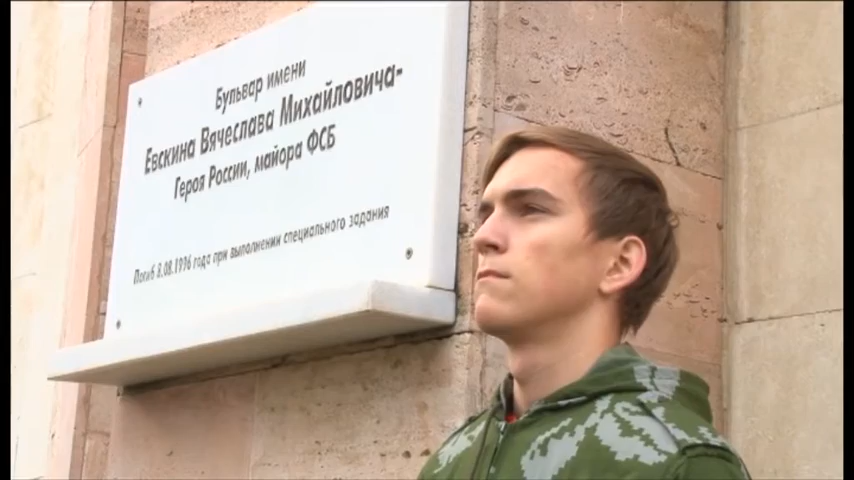 Бульвар имени
Евскина Вячеслава Михайловича-
Героя России, майора ФСБ
Погиб 8.08.1996 года при выполнении специального задания